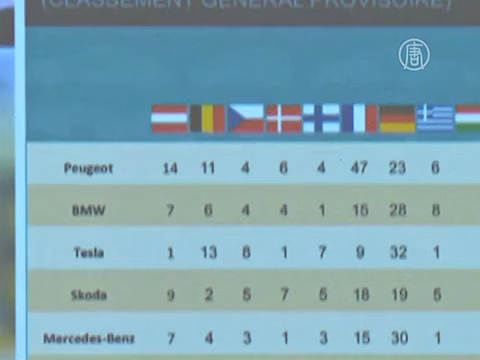 (CLASSEMENT GÉNÉRAL PROVISOIRE)
唐
Peugeot 14 11 4 6 4 47 23 6
BMW 7 6 4 4 1 15 28 8
Tesla 1 13 8 1 7 9 32 1
Skoda 9 2 5 7 5 18 19 5
Mercedes-Benz 7 4 3 1 3 15 30 1